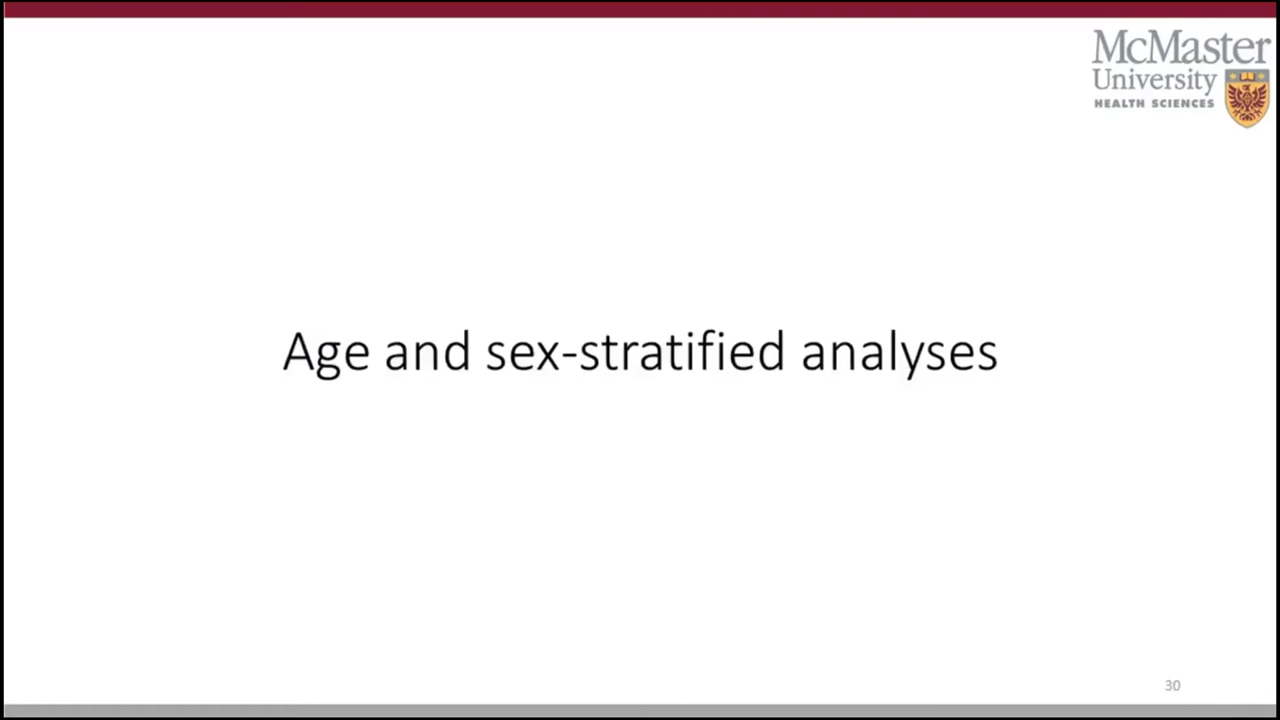 McMaster
University
HEALTH SCIENCES
Age and sex-stratified analyses
30